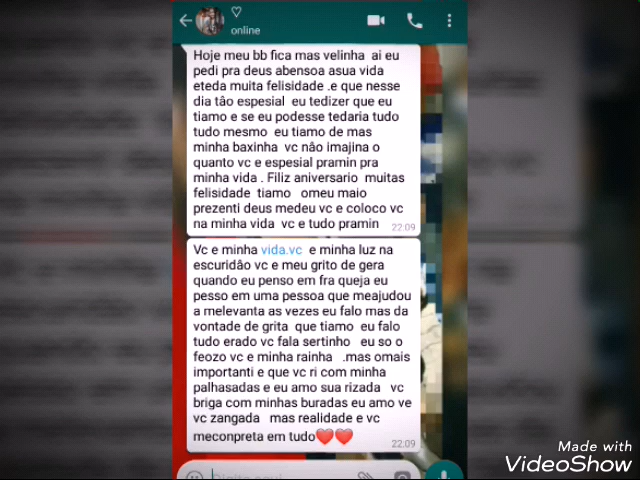 ♡
online
Hoje meu bb fica mas velinha ai eu
pedi pra deus abensoa asua vida
eteda muita felisidade .e que nesse
dia tâo espesial eu tedizer que eu
tiamo e se eu podesse tedaria tudo
tudo mesmo eu tiamo de mas
minha baxinha vc nâo imajina o
quanto vc e espesial pramin pra
minha vida . Filiz aniversario muitas
felisidade tiamo omeu maio
prezenti deus medeu vc e coloco vc
na minha vida vc e tudo pramin
22:09
Vc e minha vida.vc e minha luz na
escuridâo vc e meu grito de gera
quando eu penso em fra queja eu
pesso em uma pessoa que meajudou
a melevanta as vezes eu falo mas da
vontade de grita que tiamo eu falo
tudo erado vc fala sertinho eu so o
feozo vc e minha rainha .mas omais
importanti e que vc ri com minha
palhasadas e eu amo sua rizada vc
briga com minhas buradas eu amo ve
vc zangada mas realidade e vc
meconpreta em tudo❤️❤️
22:09
Made with
VideoShow